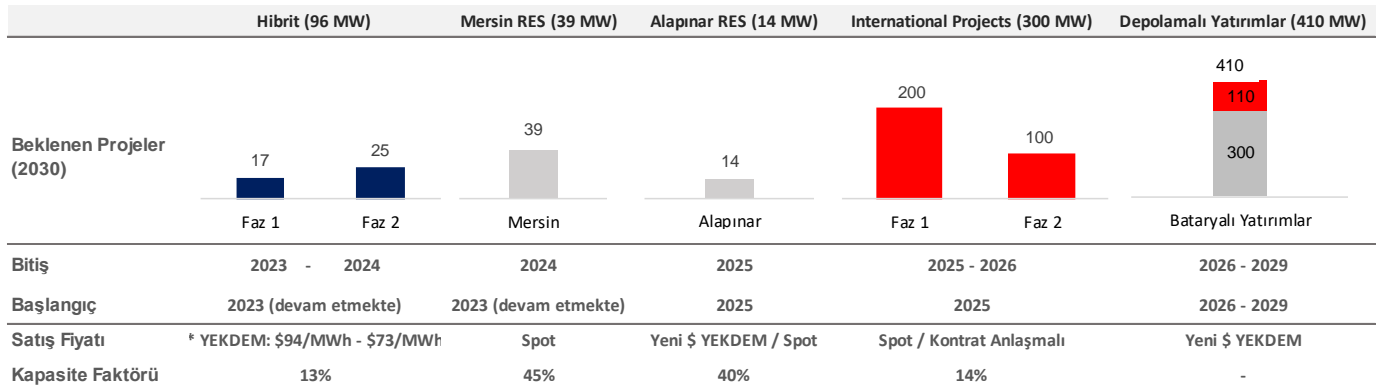 Hibrit (96 MW) Mersin RES (39 MW) Alapınar RES (14 MW) International Projects (300 MW) Depolamalı Yatırımlar (410 MW)
Beklenen Projeler
(2030)
17 25 39 14 200 100 410
110
300
Faz 1 Faz 2 Mersin Alapınar Faz 1 Faz 2 Bataryalı Yatırımlar
Bitiş 2023 - 2024 2024 2025 2025 - 2026 2026 - 2029
Başlangıç 2023 (devam etmekte) 2023 (devam etmekte) 2025 2025 2026 - 2029
Satış Fiyatı * YEKDEM: $94/MWh - $73/MWh Spot Yeni $ YEKDEM / Spot Spot / Kontrat Anlaşmalı Yeni $ YEKDEM
Kapasite Faktörü 13% 45% 40% 14% -